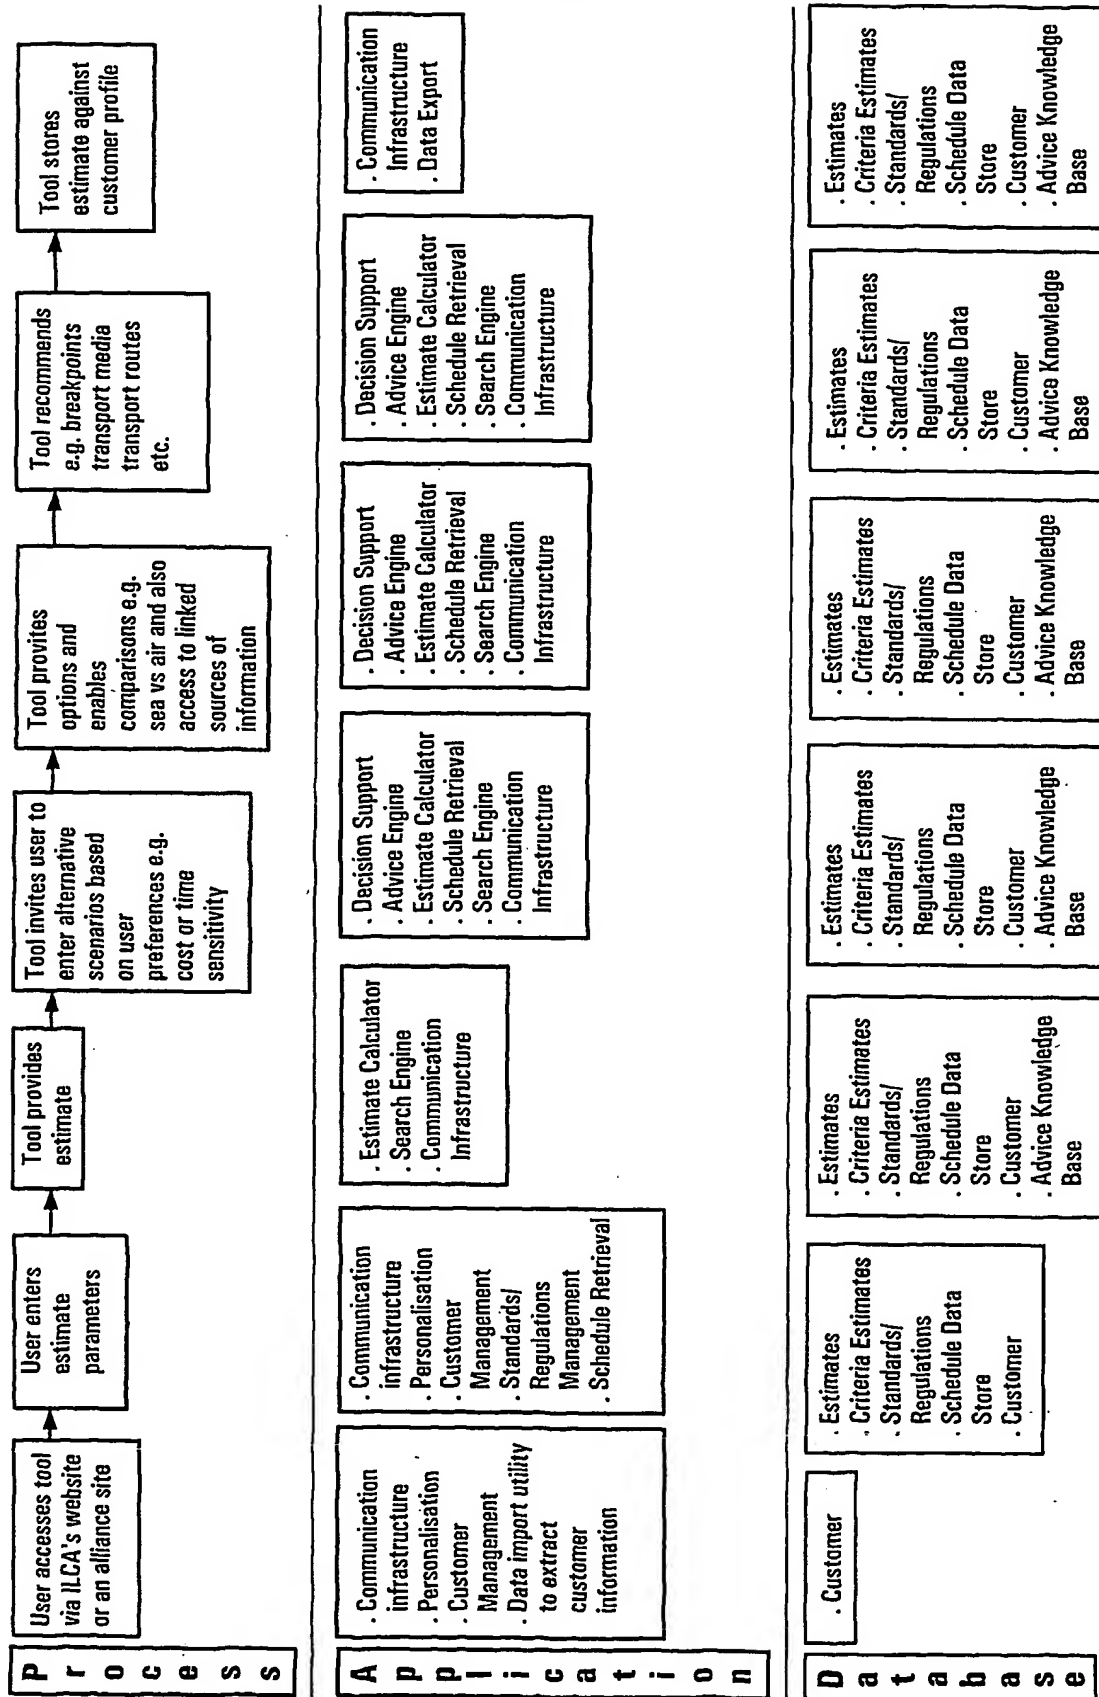 Process
User accesses tool
via ILCA's website
or an alliance site
User enters
estimate
parameters
Tool provides
estimate
Tool invites user to
enter alternative
scenarios based
on user
preferences e.g.
cost or time
sensitivity
Tool provites
options and
enables
comparisons e.g.
sea vs air and also
access to linked
sources of
information
Tool recommends
e.g. breakpoints
transport media
transport routes
etc.
Tool stores
estimate against
customer profile
Application
. Communication
infrastructure
. Personalisation
. Customer
Management
. Data import utility
to extract
customer
information
. Communication
infrastructure
. Personalisation
. Customer
Management
. Standards/
Regulations
Management
. Schedule Retrieval
. Estimate Calculator
. Search Engine
. Communication
Infrastructure
. Decision Support
. Advice Engine
. Estimate Calculator
. Schedule Retrieval
. Search Engine
. Communication
Infrastructure
. Decision Support
. Advice Engine
. Estimate Calculator
. Schedule Retrieval
. Search Engine
. Communication
Infrastructure
. Decision Support
. Advice Engine
. Estimate Calculator
. Schedule Retrieval
. Search Engine
. Communication
Infrastructure
. Communication
Infrastructure
. Data Export
Database
. Customer
. Estimates
. Criteria Estimates
. Standards/
Regulations
. Schedule Data
Store
. Customer
. Estimates
. Criteria Estimates
. Standards/
Regulations
. Schedule Data
Store
. Customer
. Advice Knowledge
Base
. Estimates
. Criteria Estimates
. Standards/
Regulations
. Schedule Data
Store
. Customer
. Advice Knowledge
Base
. Estimates
. Criteria Estimates
. Standards/
Regulations
. Schedule Data
Store
. Customer
. Advice Knowledge
Base
. Estimates
. Criteria Estimates
. Standards/
Regulations
. Schedule Data
Store
. Customer
. Advice Knowledge
Base
. Estimates
. Criteria Estimates
. Standards/
Regulations
. Schedule Data
Store
. Customer
. Advice Knowledge
Base